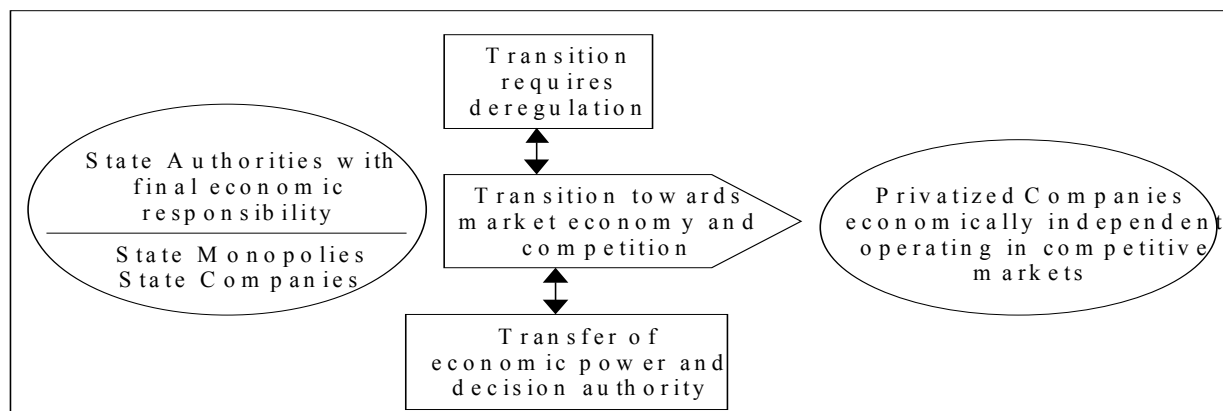 Transition
requires
deregulation
State Authorities with
final economic
responsibility
State Monopolies
State Companies
Transition towards
market economy and
competition
Privatized Companies
economically independent
operating in competitive
markets
Transfer of
economic power and
decision authority